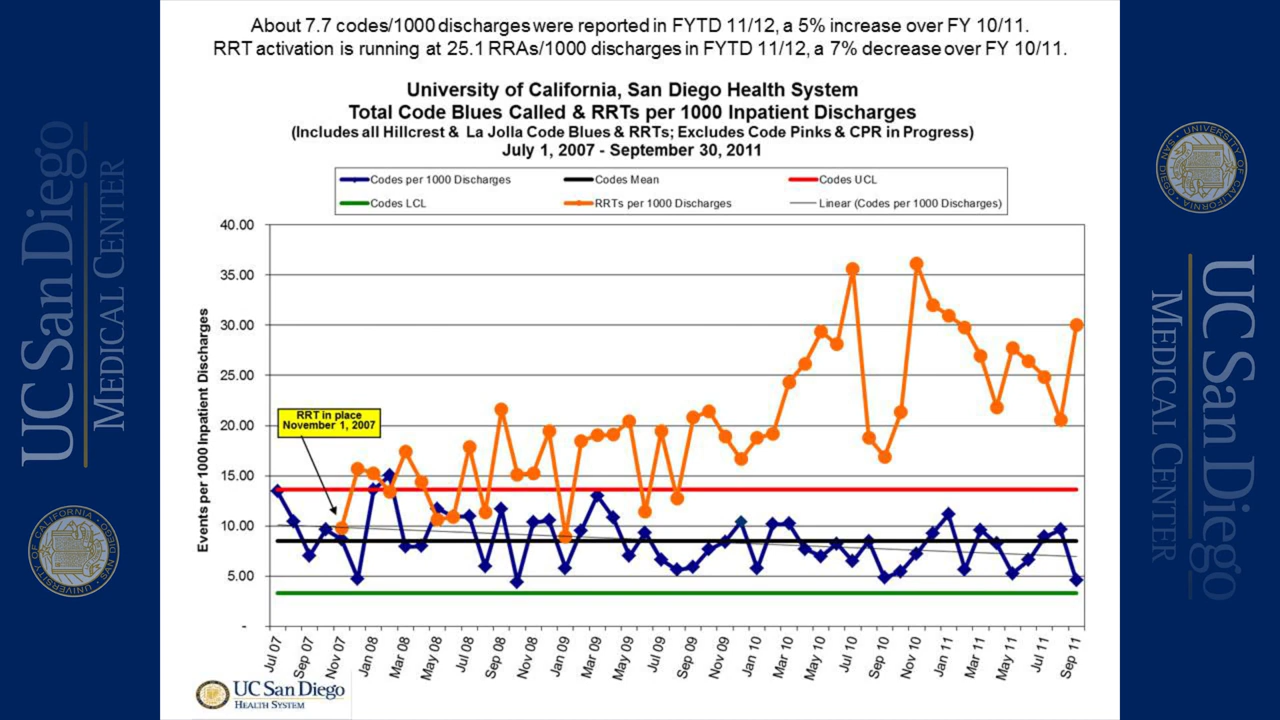 About 7.7 codes/1000 discharges were reported in FYTD 11/12, a 5% increase over FY 10/11.
RRT activation is running at 25.1 RRAs/1000 discharges in FYTD 11/12, a 7% decrease over FY 10/11.
University of California, San Diego Health System
Total Code Blues Called & RRTs per 1000 Inpatient Discharges
(Includes all Hillcrest & La Jolla Code Blues & RRTs; Excludes Code Pinks & CPR in Progress)
July 1, 2007 - September 30, 2011
Codes per 1000 Discharges
Codes Mean
Codes UCL
Codes LCL
RRTs per 1000 Discharges
Linear (Codes per 1000 Discharges)
Events per 1000 Inpatient Discharges
40.00
35.00
30.00
25.00
20.00
15.00
10.00
5.00
-
RRT in place
November 1, 2007
Jul 07
Sep 07
Nov 07
Jan 08
Mar 08
May 08
Jul 08
Sep 08
Nov 08
Jan 09
Mar 09
May 09
Jul 09
Sep 09
Nov 09
Jan 10
Mar 10
May 10
Jul 10
Sep 10
Nov 10
Jan 11
Mar 11
May 11
Jul 11
Sep 11
UC San Diego
HEALTH SYSTEM
UC San Diego
MEDICAL CENTER
UC San Diego
MEDICAL CENTER